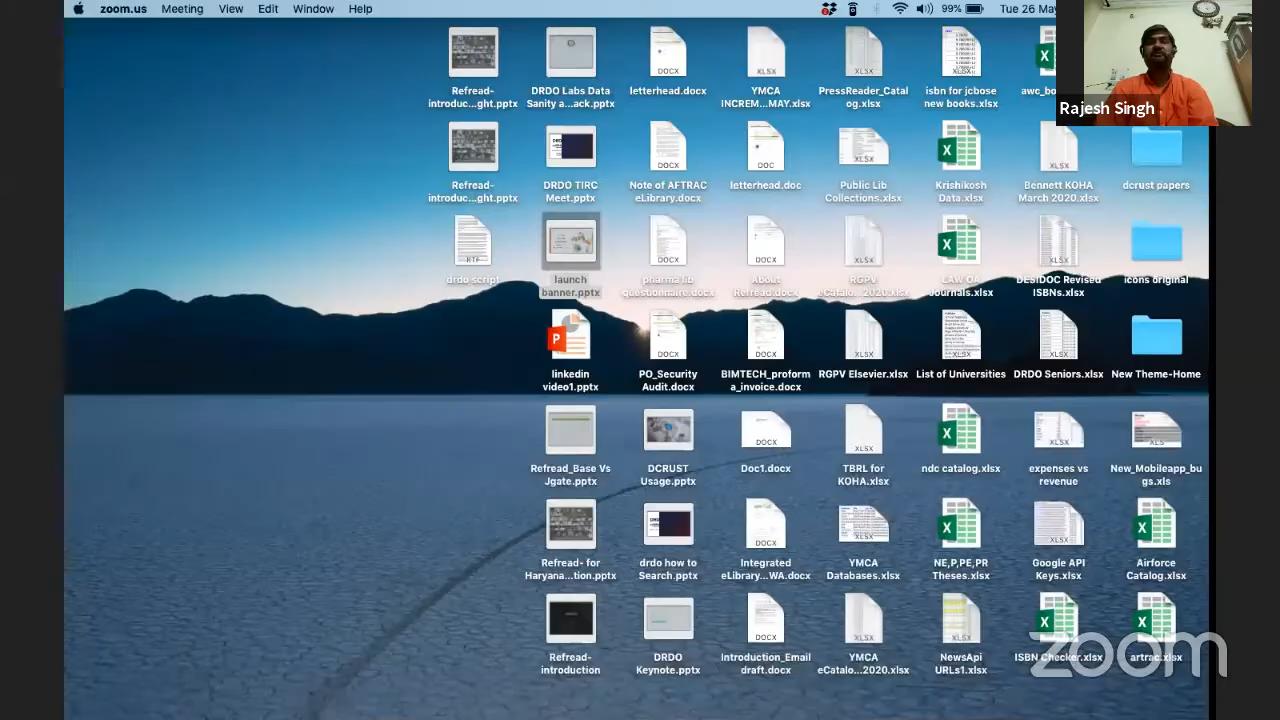 zoom.us Meeting View Edit Window Help 99% Tue 26 May
Refread-
introduc...ght.pptx
DRDO Labs Data
Sanity a...ack.pptx
letterhead.docx
YMCA
INCREM...MAY.xlsx
PressReader_Catal
og.xlsx
isbn for jcbose
new books.xlsx
awc_bo
Rajesh Singh
Refread-
introduc...ght.pptx
DRDO TIRC
Meet.pptx
Note of AFTRAC
eLibrary.docx
letterhead.doc
Public Lib
Collections.xlsx
Krishikosh
Data.xlsx
Bennett KOHA
March 2020.xlsx
dcrust papers
drdo script
launch
banner.pptx
pharma lib
questionnaire.docx
About
Refread.docx
RGPV
eCatalo...2020.xlsx
LAW OA
Journals.xlsx
DESIDOC Revised
ISBNs.xlsx
icons original
linkedin
video1.pptx
PO_Security
Audit.docx
BIMTECH_proform
a_invoice.docx
RGPV Elsevier.xlsx
List of Universities
DRDO Seniors.xlsx
New Theme-Home
Refread_Base Vs
Jgate.pptx
DCRUST
Usage.pptx
Doc1.docx
TBRL for
KOHA.xlsx
ndc catalog.xlsx
expenses vs
revenue
New_Mobileapp_bu
gs.xls
Refread- for
Haryana...tion.pptx
drdo how to
Search.pptx
Integrated
eLibrary...WA.docx
YMCA
Databases.xlsx
NE,P,PE,PR
Theses.xlsx
Google API
Keys.xlsx
Airforce
Catalog.xlsx
Refread-
introduction
DRDO
Keynote.pptx
Introduction_Email
draft.docx
YMCA
eCatalo...2020.xlsx
NewsApi
URLs1.xlsx
ISBN Checker.xlsx
artrac.xlsx
zoom